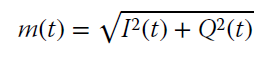 m(t) = √I²(t) + Q²(t)